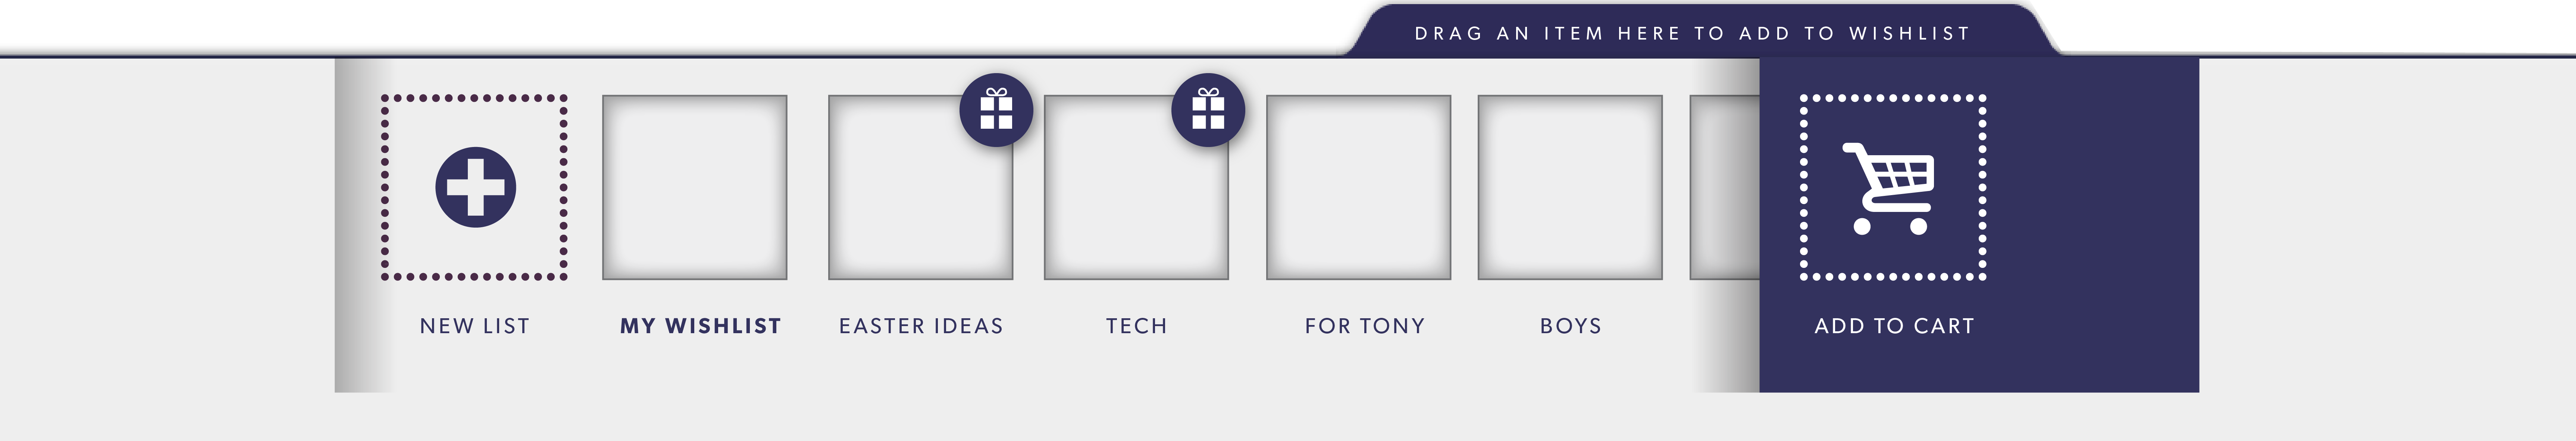 DRAG AN ITEM HERE TO ADD TO WISHLIST
NEW LIST
MY WISHLIST
EASTER IDEAS
TECH
FOR TONY
BOYS
ADD TO CART